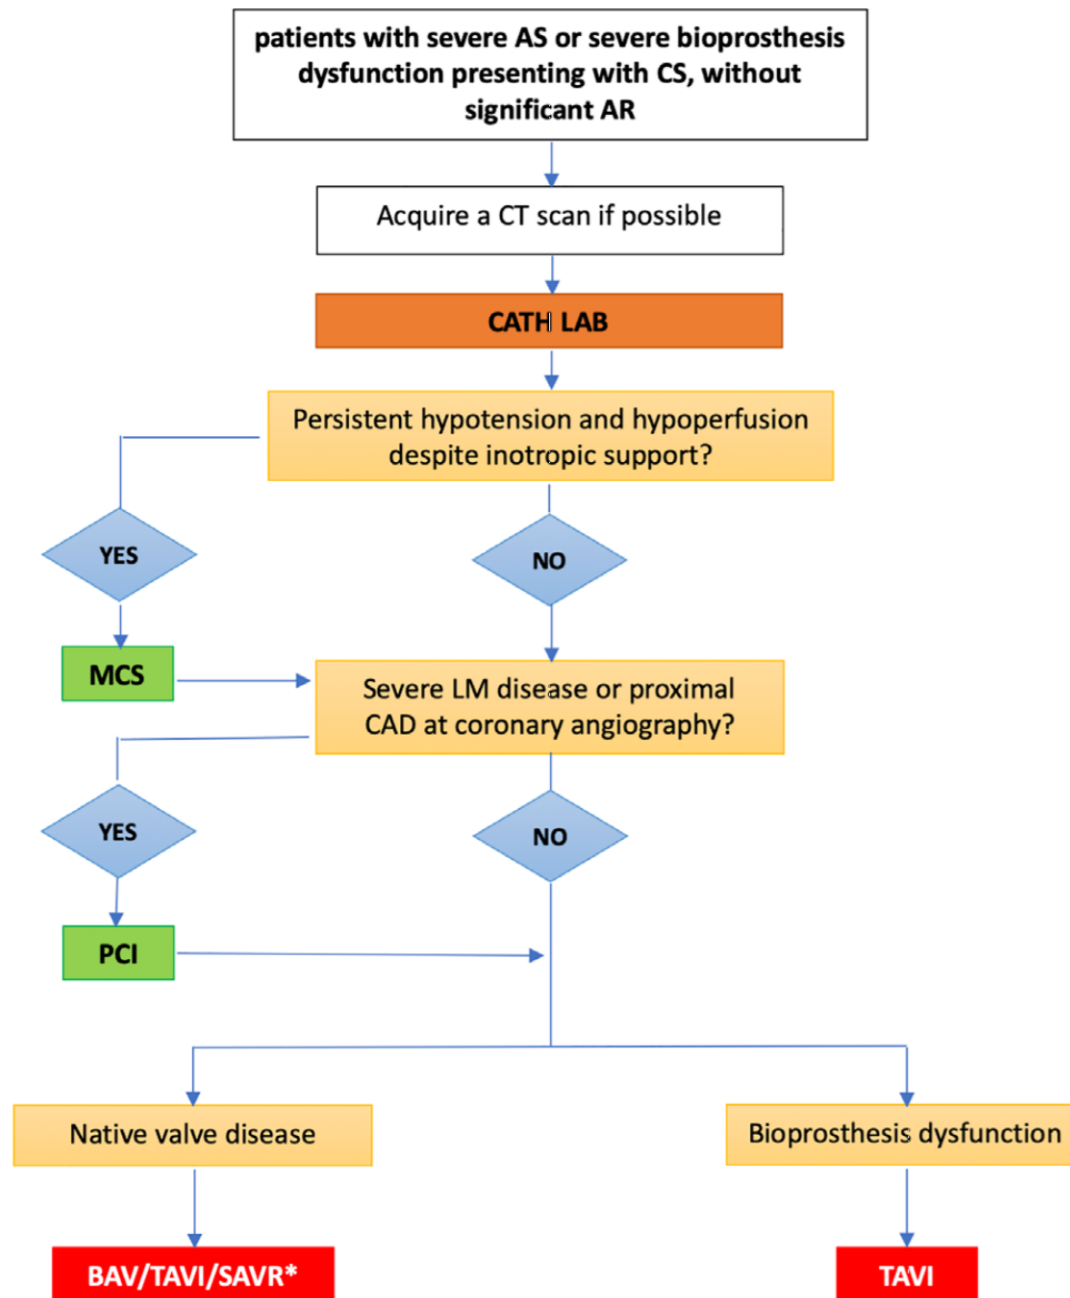 patients with severe AS or severe bioprosthesis
dysfunction presenting with CS, without
significant AR
Acquire a CT scan if possible
CATH LAB
Persistent hypotension and hypoperfusion
despite inotropic support?
YES
NO
MCS
Severe LM disease or proximal
CAD at coronary angiography?
YES
NO
PCI
Native valve disease
Bioprosthesis dysfunction
BAV/TAVI/SAVR*
TAVI